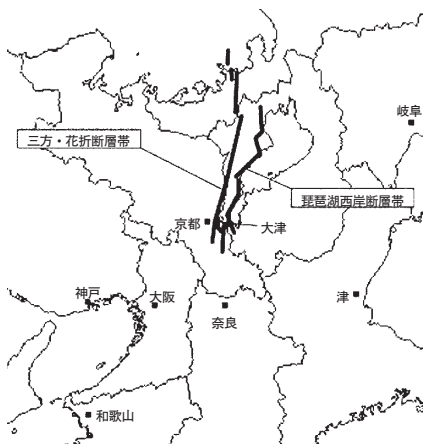 岐阜
三方・花折断層帯
琵琶湖西岸断層帯
京都
大津
神戸
大阪
奈良
津
和歌山